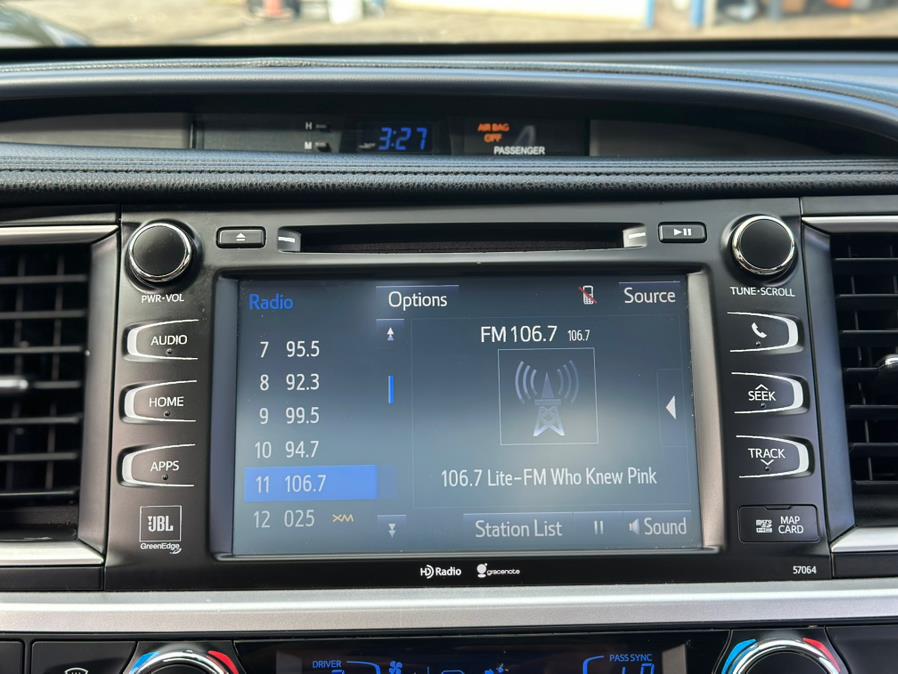 H
M
3:27
AIR BAG
OFF
PASSENGER
PWR•VOL
TUNE•SCROLL
Radio
Options
Source
FM 106.7 106.7
7 95.5
8 92.3
9 99.5
10 94.7
11 106.7
12 025 XM
106.7 Lite-FM Who Knew Pink
Station List
Sound
AUDIO
HOME
APPS
SEEK
TRACK
JBL
GreenEdge
MAP
CARD
HD Radio
gracenote
57064
DRIVER
PASS SYNC